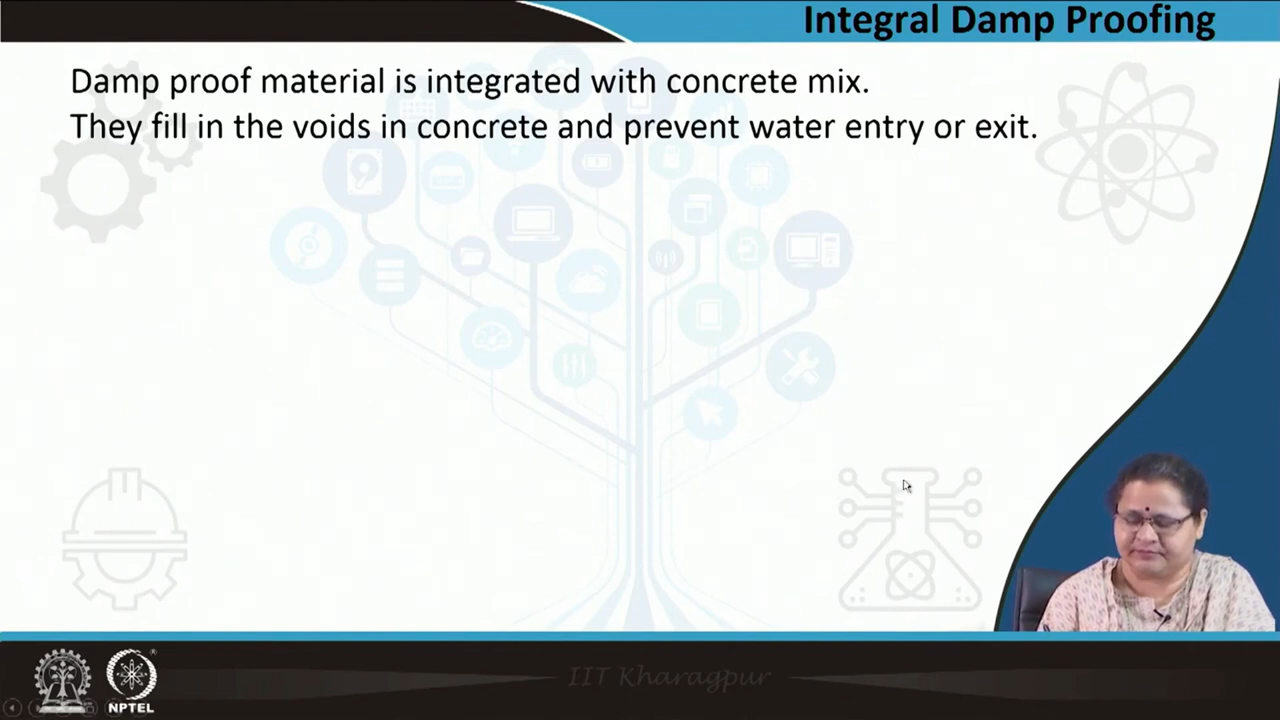 Integral Damp Proofing
Damp proof material is integrated with concrete mix.
They fill in the voids in concrete and prevent water entry or exit.
IIT Kharagpur
NPTEL